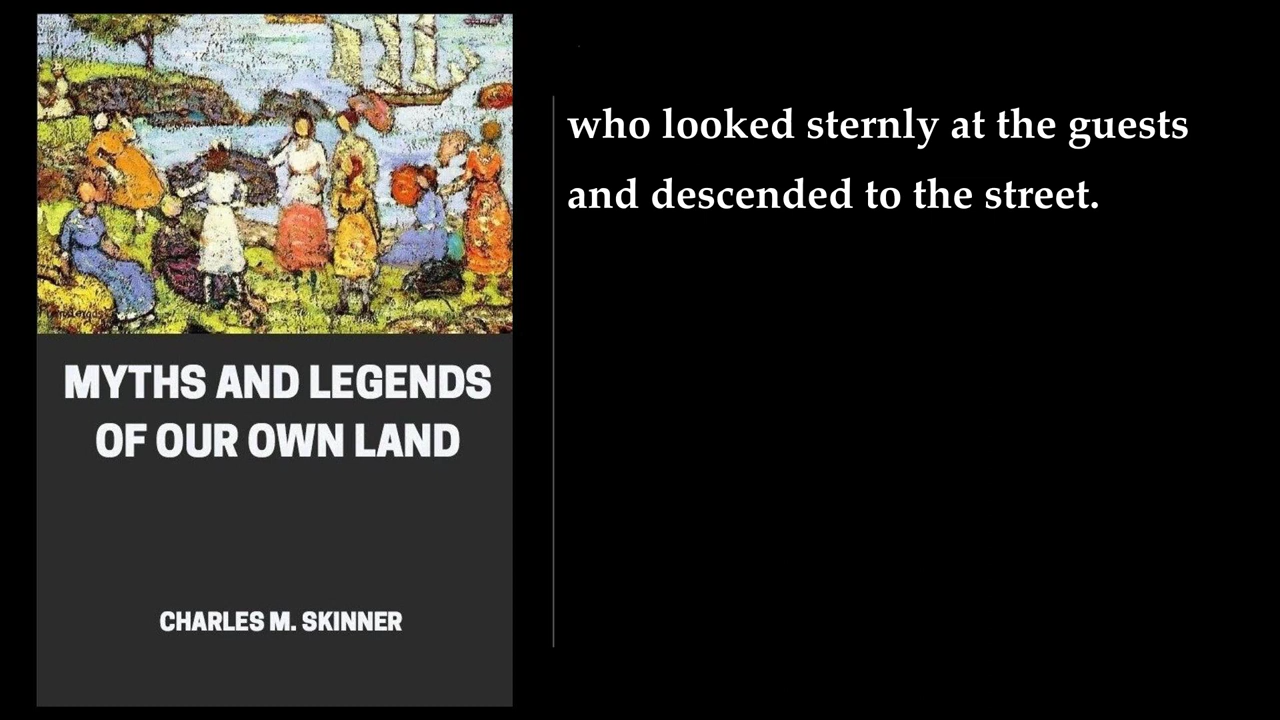 who looked sternly at the guests
and descended to the street.
MYTHS AND LEGENDS
OF OUR OWN LAND
CHARLES M. SKINNER